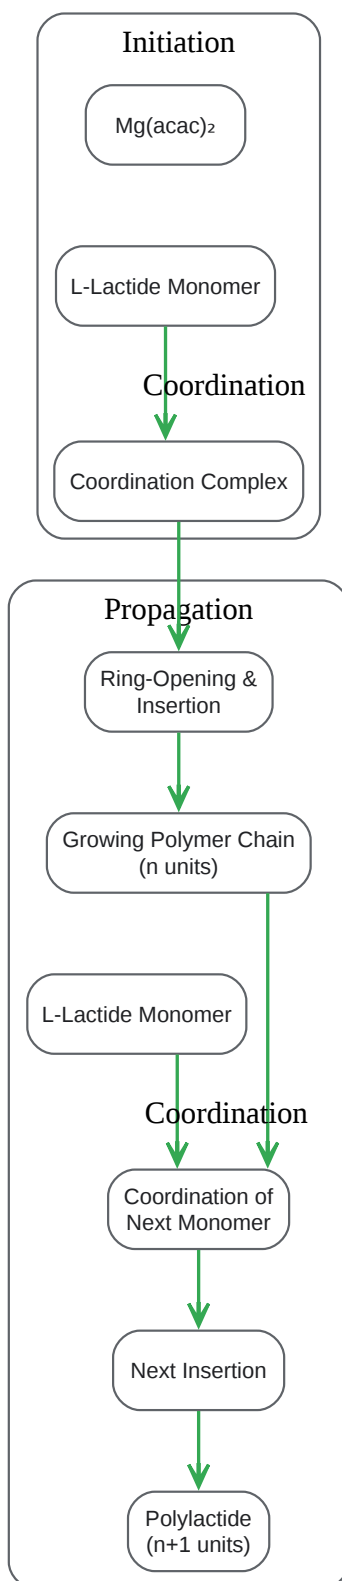 Initiation
Mg(acac)₂
L-Lactide Monomer
Coordination
Coordination Complex
Propagation
Ring-Opening &
Insertion
Growing Polymer Chain
(n units)
L-Lactide Monomer
Coordination
Coordination of
Next Monomer
Next Insertion
Polylactide
(n+1 units)